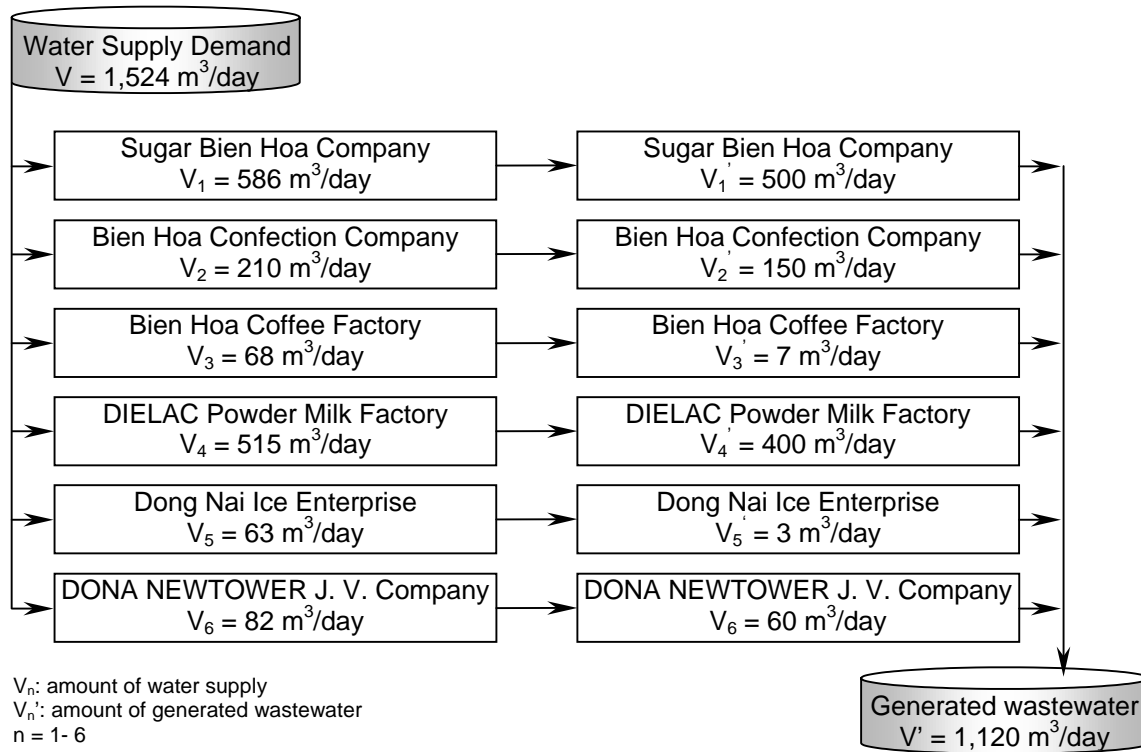 Water Supply Demand
V = 1,524 m³/day
Sugar Bien Hoa Company
V₁ = 586 m³/day
Sugar Bien Hoa Company
V₁' = 500 m³/day
Bien Hoa Confection Company
V₂ = 210 m³/day
Bien Hoa Confection Company
V₂' = 150 m³/day
Bien Hoa Coffee Factory
V₃ = 68 m³/day
Bien Hoa Coffee Factory
V₃' = 7 m³/day
DIELAC Powder Milk Factory
V₄ = 515 m³/day
DIELAC Powder Milk Factory
V₄' = 400 m³/day
Dong Nai Ice Enterprise
V₅ = 63 m³/day
Dong Nai Ice Enterprise
V₅' = 3 m³/day
DONA NEWTOWER J. V. Company
V₆ = 82 m³/day
DONA NEWTOWER J. V. Company
V₆ = 60 m³/day
Vₙ: amount of water supply
Vₙ': amount of generated wastewater
n = 1- 6
Generated wastewater
V' = 1,120 m³/day